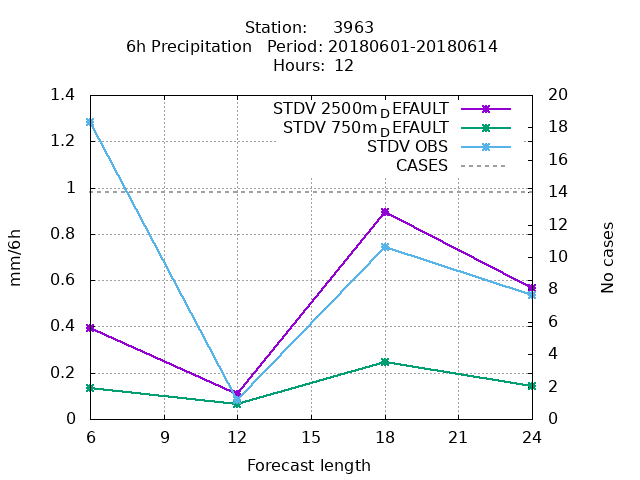 Station: 3963
6h Precipitation Period: 20180601-20180614
Hours: 12
1.4
1.2
1
0.8
0.6
0.4
0.2
0
20
18
16
14
12
10
8
6
4
2
0
STDV 2500mDEFAULT
STDV 750mDEFAULT
STDV OBS
CASES
mm/6h
No cases
6 9 12 15 18 21 24
Forecast length